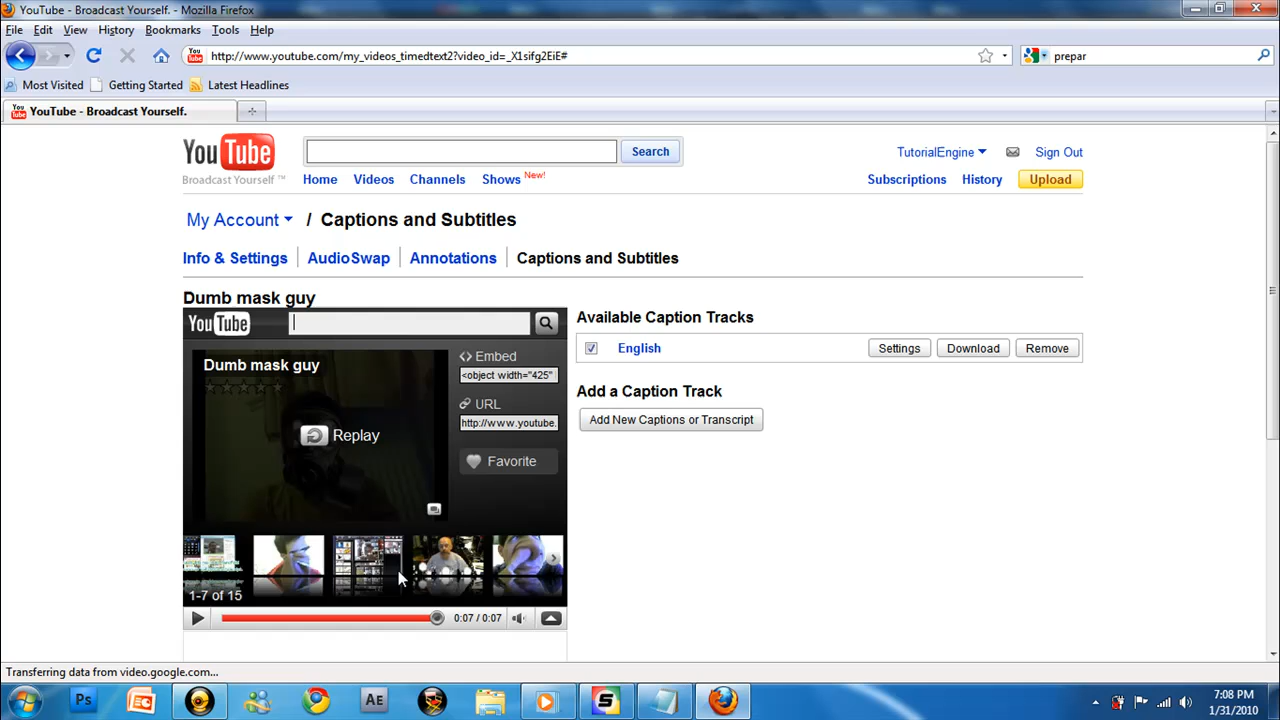 YouTube - Broadcast Yourself. - Mozilla Firefox
File Edit View History Bookmarks Tools Help
You http://www.youtube.com/my_videos_timedtext2?video_id=_X1sifg2EiE# prepar
Most Visited Getting Started Latest Headlines
YouTube - Broadcast Yourself.
YouTube Search TutorialEngine Sign Out
Broadcast Yourself ™ Home Videos Channels Shows New! Subscriptions History Upload
My Account / Captions and Subtitles
Info & Settings AudioSwap Annotations Captions and Subtitles
Dumb mask guy
YouTube
Available Caption Tracks
English Settings Download Remove
Add a Caption Track
Add New Captions or Transcript
Dumb mask guy
Embed
<object width="425"
URL
http://www.youtube.
Replay
Favorite
1-7 of 15
0:07 / 0:07
Transferring data from video.google.com...
Ps AE S
7:08 PM
1/31/2010